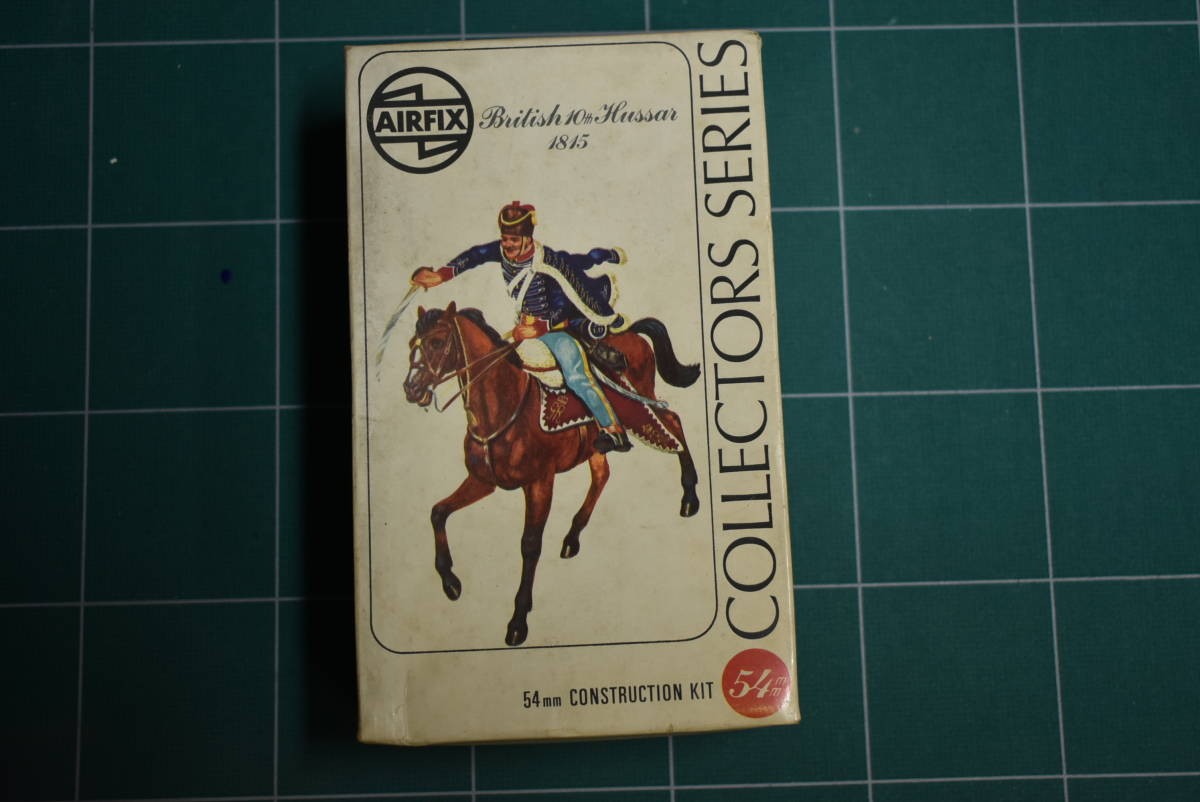 AIRFIX
British 10th Hussar
1815
COLLECTORS SERIES
54mm CONSTRUCTION KIT
54mm